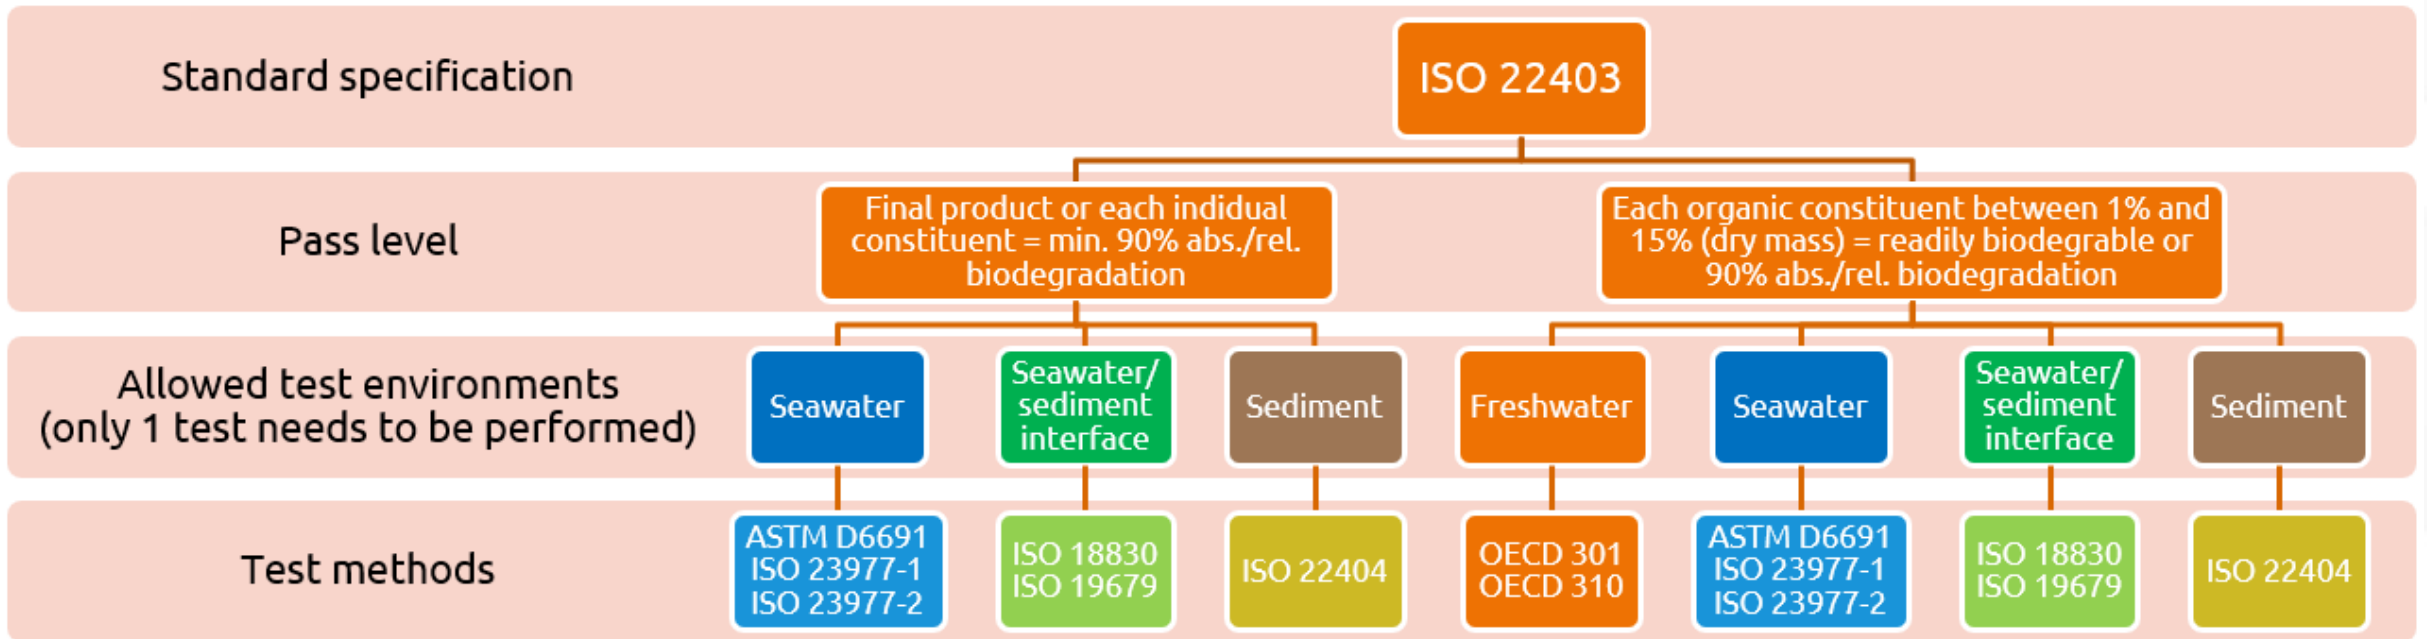 Standard specification
ISO 22403
Pass level
Final product or each indidual
constituent = min. 90% abs./rel.
biodegradation
Each organic constituent between 1% and
15% (dry mass) = readily biodegrable or
90% abs./rel. biodegradation
Allowed test environments
(only 1 test needs to be performed)
Seawater
Seawater/
sediment
interface
Sediment
Freshwater
Seawater
Seawater/
sediment
interface
Sediment
Test methods
ASTM D6691
ISO 23977-1
ISO 23977-2
ISO 18830
ISO 19679
ISO 22404
OECD 301
OECD 310
ASTM D6691
ISO 23977-1
ISO 23977-2
ISO 18830
ISO 19679
ISO 22404